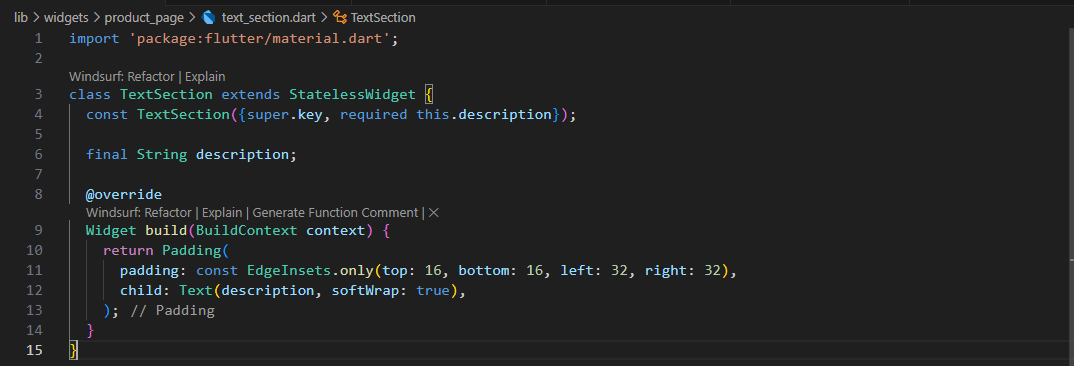 lib > widgets > product_page > text_section.dart > TextSection
1 import 'package:flutter/material.dart';
2
Windsurf: Refactor | Explain
3 class TextSection extends StatelessWidget {
4 const TextSection({super.key, required this.description});
5
6 final String description;
7
8 @override
Windsurf: Refactor | Explain | Generate Function Comment | ×
9 Widget build(BuildContext context) {
10 return Padding(
11 padding: const EdgeInsets.only(top: 16, bottom: 16, left: 32, right: 32),
12 child: Text(description, softWrap: true),
13 ); // Padding
14 }
15 }